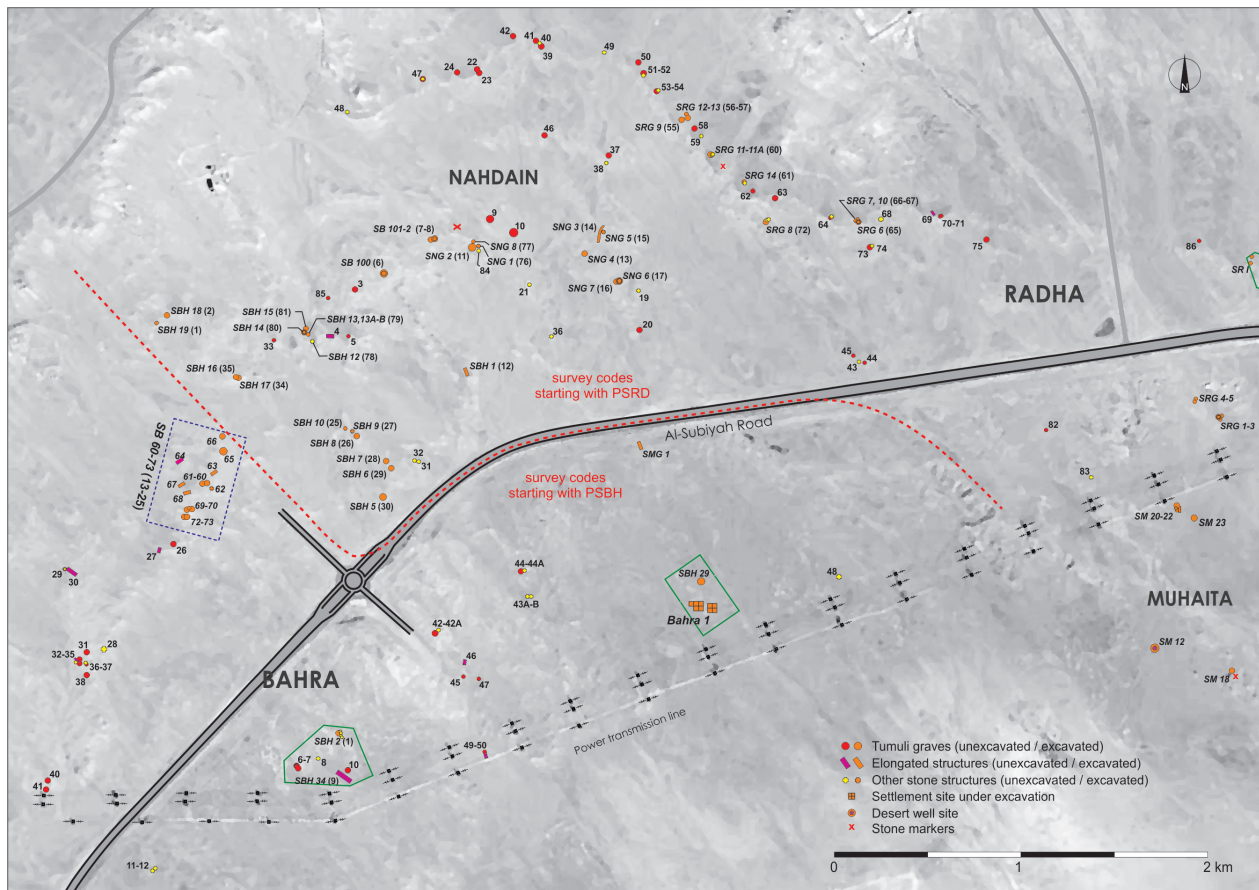 42
41
40
39
49
50
51-52
53-54
22
24
23
47
48
SRG 12-13 (56-57)
SRG 9 (55)
58
59
46
37
38
SRG 11-11A (60)
SRG 14 (61)
62
63
N
NAHDAIN
9
10
SRG 7, 10 (66-67)
64
68
69
70-71
SRG 8 (72)
SRG 6 (65)
73
74
75
86
SR I
SB 101-2 (7-8)
SNG 8 (77)
SNG 2 (11)
SNG 1 (76)
84
SNG 3 (14)
SNG 5 (15)
SNG 4 (13)
SB 100 (6)
3
85
SNG 6 (17)
SNG 7 (16)
19
21
RADHA
SBH 18 (2)
SBH 19 (1)
SBH 15 (81)
SBH 13,13A-B (79)
SBH 14 (80)
4
5
33
SBH 12 (78)
36
20
45
43
44
SBH 16 (35)
SBH 17 (34)
SBH 1 (12)
survey codes
starting with PSRD
Al-Subiyah Road
SRG 4-5
SRG 1-3
82
83
SBH 10 (25)
SBH 9 (27)
SBH 8 (26)
SBH 7 (28)
SBH 6 (29)
SBH 5 (30)
32
31
SMG 1
survey codes
starting with PSBH
SB 60-73 (13-25)
66
65
64
63
61-60
67
62
68
69-70
72-73
26
27
SM 20-22
SM 23
29
30
44-44A
43A-B
SBH 29
Bahra 1
48
MUHAITA
42-42A
31
28
32-35
36-37
38
46
45
47
SM 12
SM 18
BAHRA
SBH 2 (1)
6-7
8
10
SBH 34 (9)
49-50
Power transmission line
40
41
11-12
Tumuli graves (unexcavated / excavated)
Elongated structures (unexcavated / excavated)
Other stone structures (unexcavated / excavated)
Settlement site under excavation
Desert well site
Stone markers
0
1
2 km